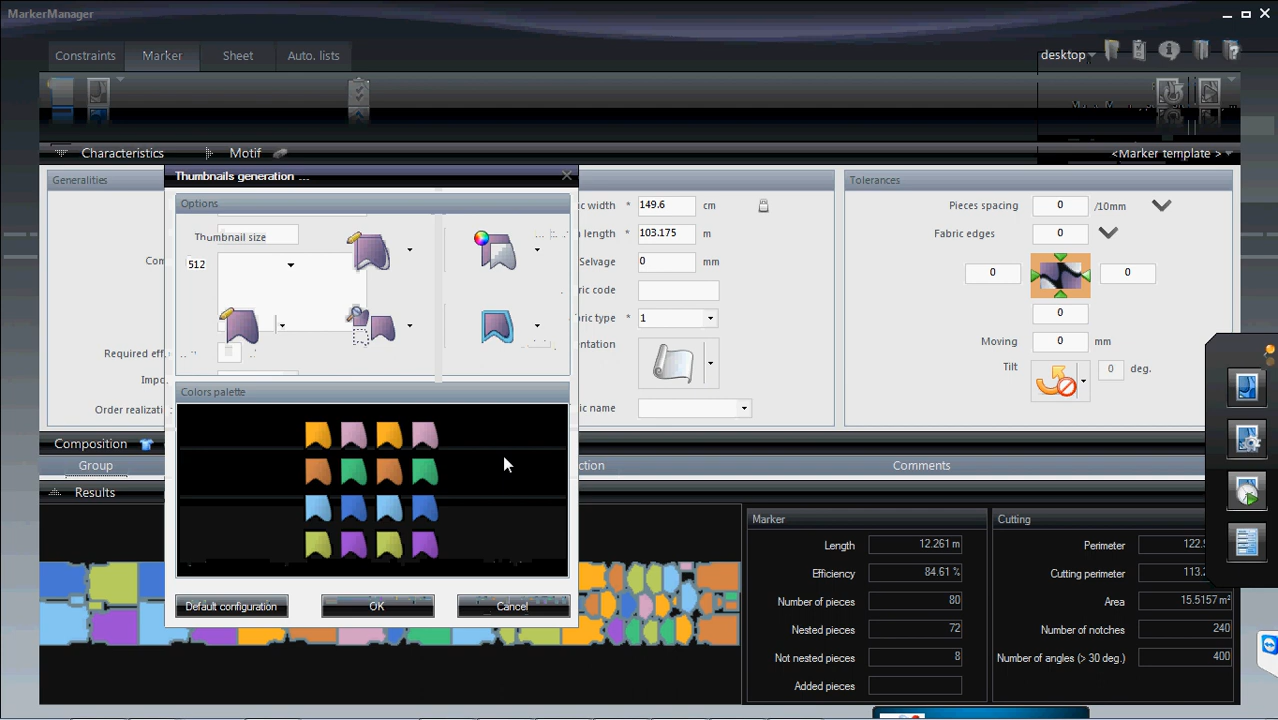 MarkerManager
Constraints
Marker
Sheet
Auto. lists
desktop
Characteristics
Motif
<Marker template >
Generalities
Thumbnails generation ---
Options
Thumbnail size
512
Colors palette
Default configuration
OK
Cancel
width * 149.6 cm
length * 103.175 m
Selvage 0 mm
code
type * 1
name
Tolerances
Pieces spacing 0 /10mm
Fabric edges 0
0
0
0
Moving 0 mm
Tilt 0 deg.
Required
Order
Composition
Group
Comments
Results
Marker
Length 12.261 m
Efficiency 84.61 %
Number of pieces 80
Nested pieces 72
Not nested pieces 8
Added pieces
Cutting
Perimeter 122.
Cutting perimeter 113.
Area 15.5157 m²
Number of notches 240
Number of angles (> 30 deg.) 400